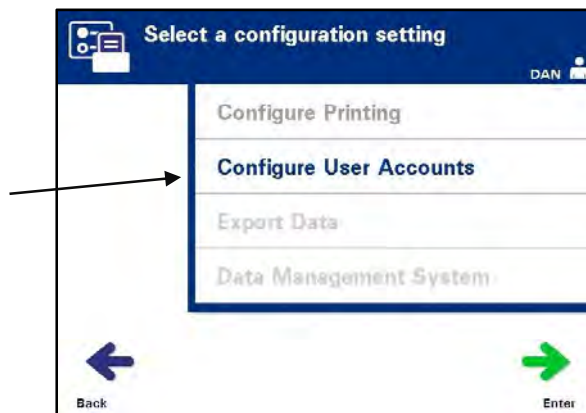 Select a configuration setting
DAN
Configure Printing
Configure User Accounts
Export Data
Data Management System
Back
Enter